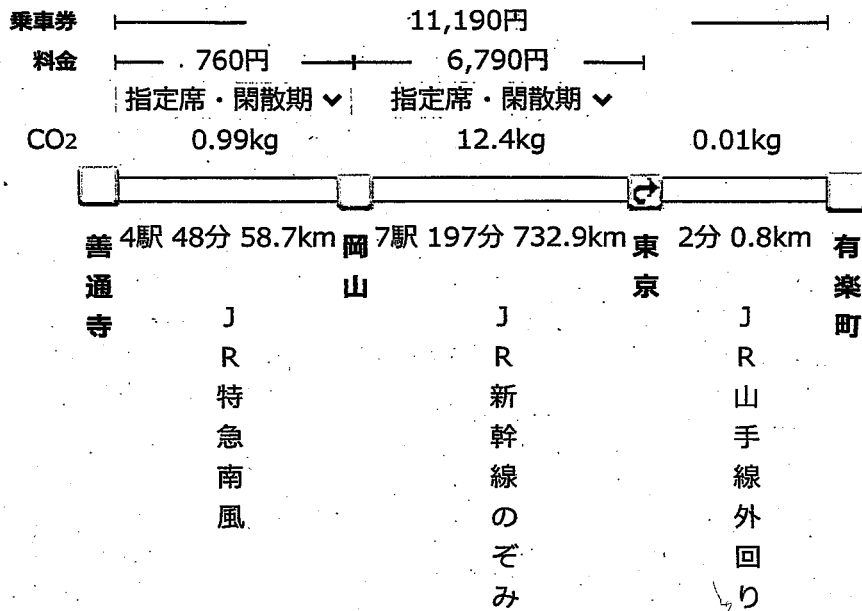 乗車券 11,190円
料金 760円 6,790円
指定席・閑散期 指定席・閑散期
CO2 0.99kg 12.4kg 0.01kg
善通寺 4駅 48分 58.7km 岡山 7駅 197分 732.9km 東京 2分 0.8km 有楽町
JR特急南風
JR新幹線のぞみ
JR山手線外回り